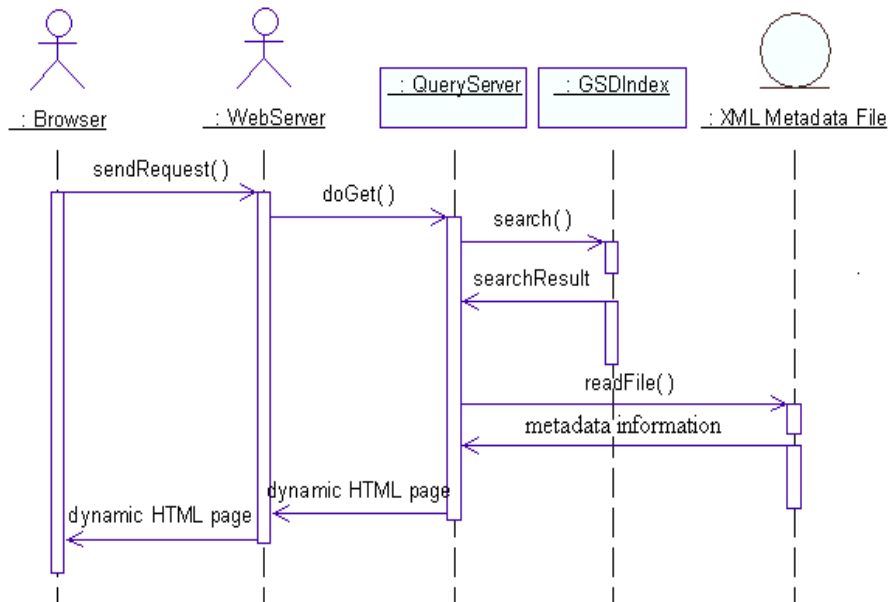 : Browser
: WebServer
: QueryServer
: GSDIndex
: XML Metadata File
sendRequest( )
doGet( )
search( )
searchResult
readFile( )
metadata information
dynamic HTML page
dynamic HTML page